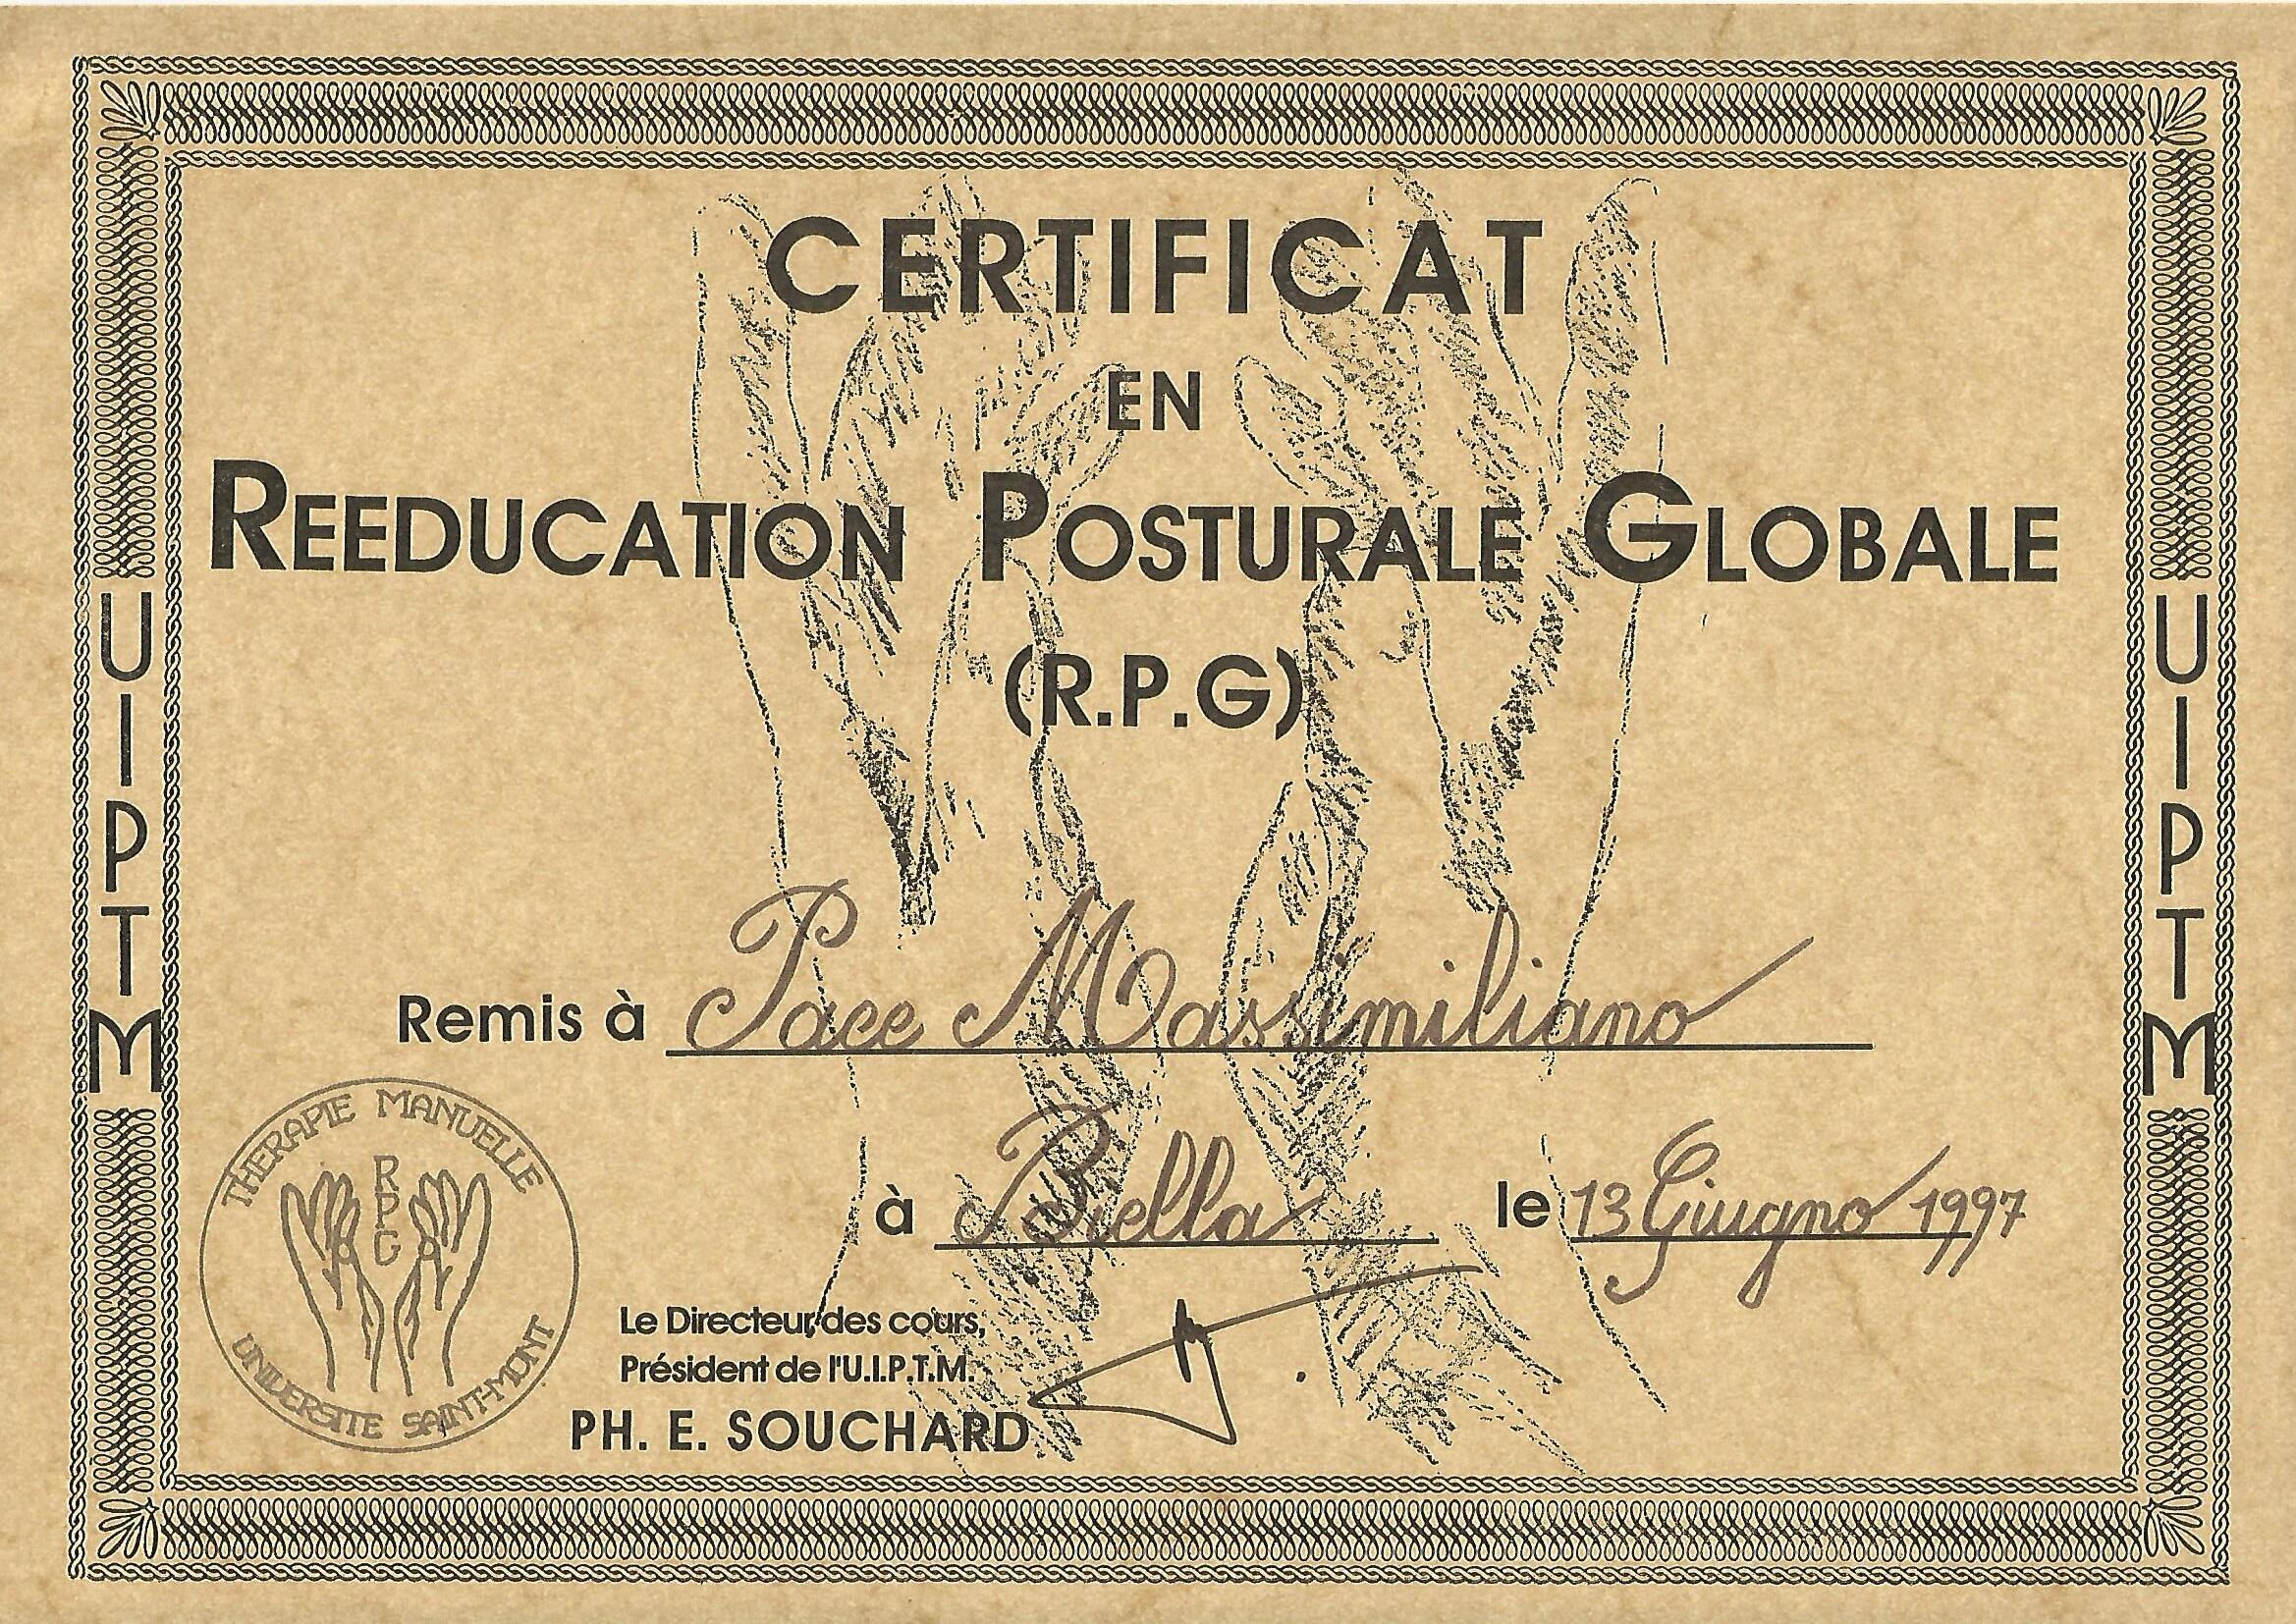 CERTIFICAT
EN
REEDUCATION POSTURALE GLOBALE
(R.P.G)
UIPTM
UIPTM
Remis à Pace Massimiliano
à Biella le 13 Giugno 1997
THERAPIE MANUELLE
RPG
UNIVERSITE SAINT-MONT
Le Directeur des cours,
Président de l'U.I.P.T.M.
PH. E. SOUCHARD